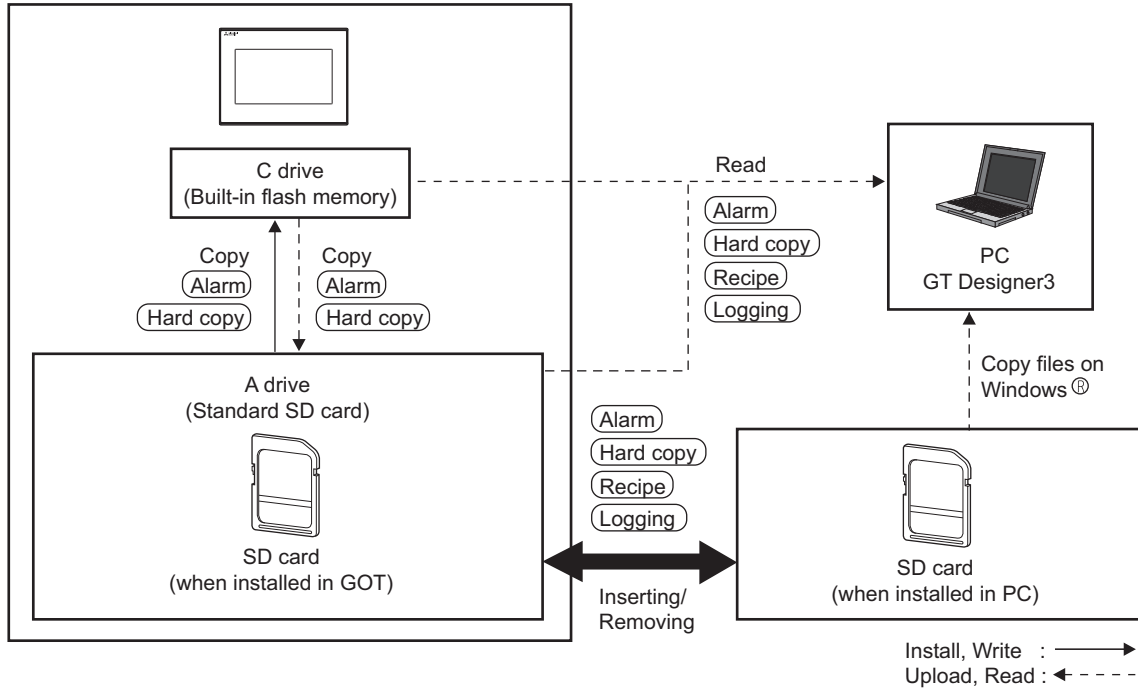 C drive
(Built-in flash memory)
Copy
Alarm
Hard copy
Copy
Alarm
Hard copy
A drive
(Standard SD card)
SD card
(when installed in GOT)
Read
Alarm
Hard copy
Recipe
Logging
PC
GT Designer3
Copy files on
Windows ®
Alarm
Hard copy
Recipe
Logging
Inserting/
Removing
SD card
(when installed in PC)
Install, Write :
Upload, Read :